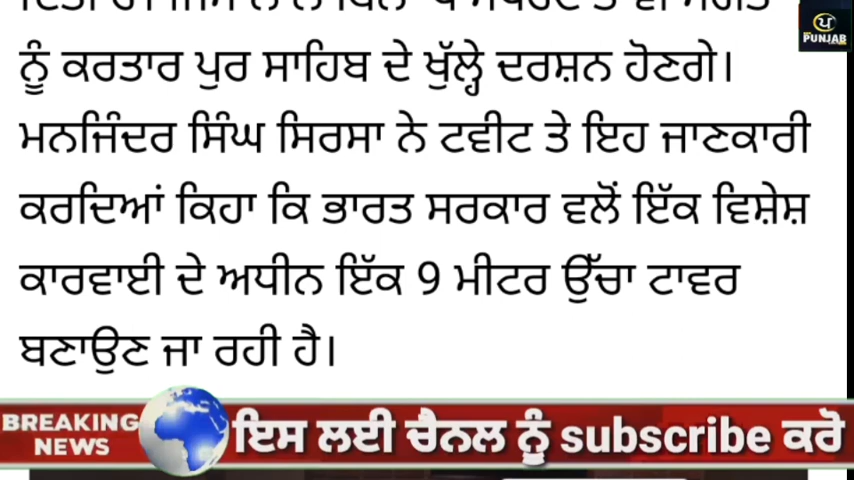 ਨੂੰ ਕਰਤਾਰ ਪੁਰ ਸਾਹਿਬ ਦੇ ਖੁੱਲ੍ਹੇ ਦਰਸ਼ਨ ਹੋਣਗੇ।
ਮਨਜਿੰਦਰ ਸਿੰਘ ਸਿਰਸਾ ਨੇ ਟਵੀਟ ਤੇ ਇਹ ਜਾਣਕਾਰੀ
ਕਰਦਿਆਂ ਕਿਹਾ ਕਿ ਭਾਰਤ ਸਰਕਾਰ ਵਲੋਂ ਇੱਕ ਵਿਸ਼ੇਸ਼
ਕਾਰਵਾਈ ਦੇ ਅਧੀਨ ਇੱਕ 9 ਮੀਟਰ ਉੱਚਾ ਟਾਵਰ
ਬਣਾਉਣ ਜਾ ਰਹੀ ਹੈ।
ਪ
PUNJAB
BREAKING
NEWS
ਇਸ ਲਈ ਚੈਨਲ ਨੂੰ subscribe ਕਰੋ